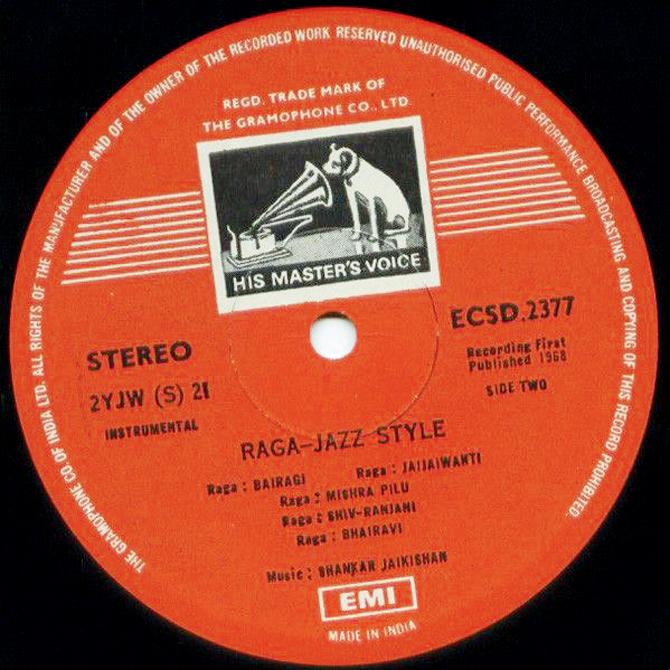 THE GRAMOPHONE CO OF INDIA LTD. ALL RIGHTS OF THE MANUFACTURER AND OF THE OWNER OF THE RECORDED WORK RESERVED UNAUTHORISED PUBLIC PERFORMANCE BROADCASTING AND COPYING OF THIS RECORD PROHIBITED.
REGD. TRADE MARK OF
THE GRAMOPHONE CO., LTD.
HIS MASTER'S VOICE
STEREO
2YJW (S) 21
INSTRUMENTAL
ECSD.2377
Recording First
Published 1968
SIDE TWO
RAGA-JAZZ STYLE
Raga : BAIRAGI Raga : JAIJAIWANTI
Raga : MISHRA PILU
Raga : SHIV-RANJANI
Raga : BHAIRAVI
Music : SHANKAR JAIKISHAN
EMI
MADE IN INDIA